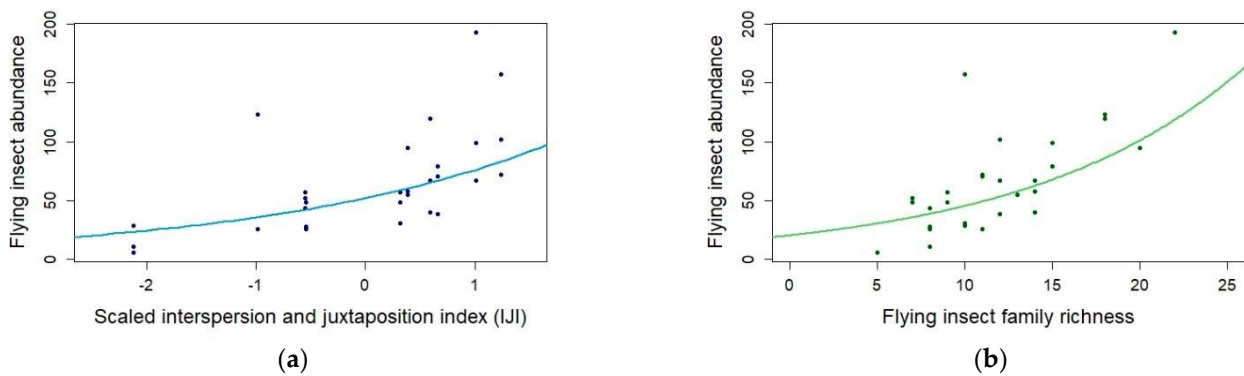 Flying insect abundance
200
150
100
50
0
-2 -1 0 1
Scaled interspersion and juxtaposition index (IJI)
(a)
Flying insect abundance
200
150
100
50
0
0 5 10 15 20 25
Flying insect family richness
(b)